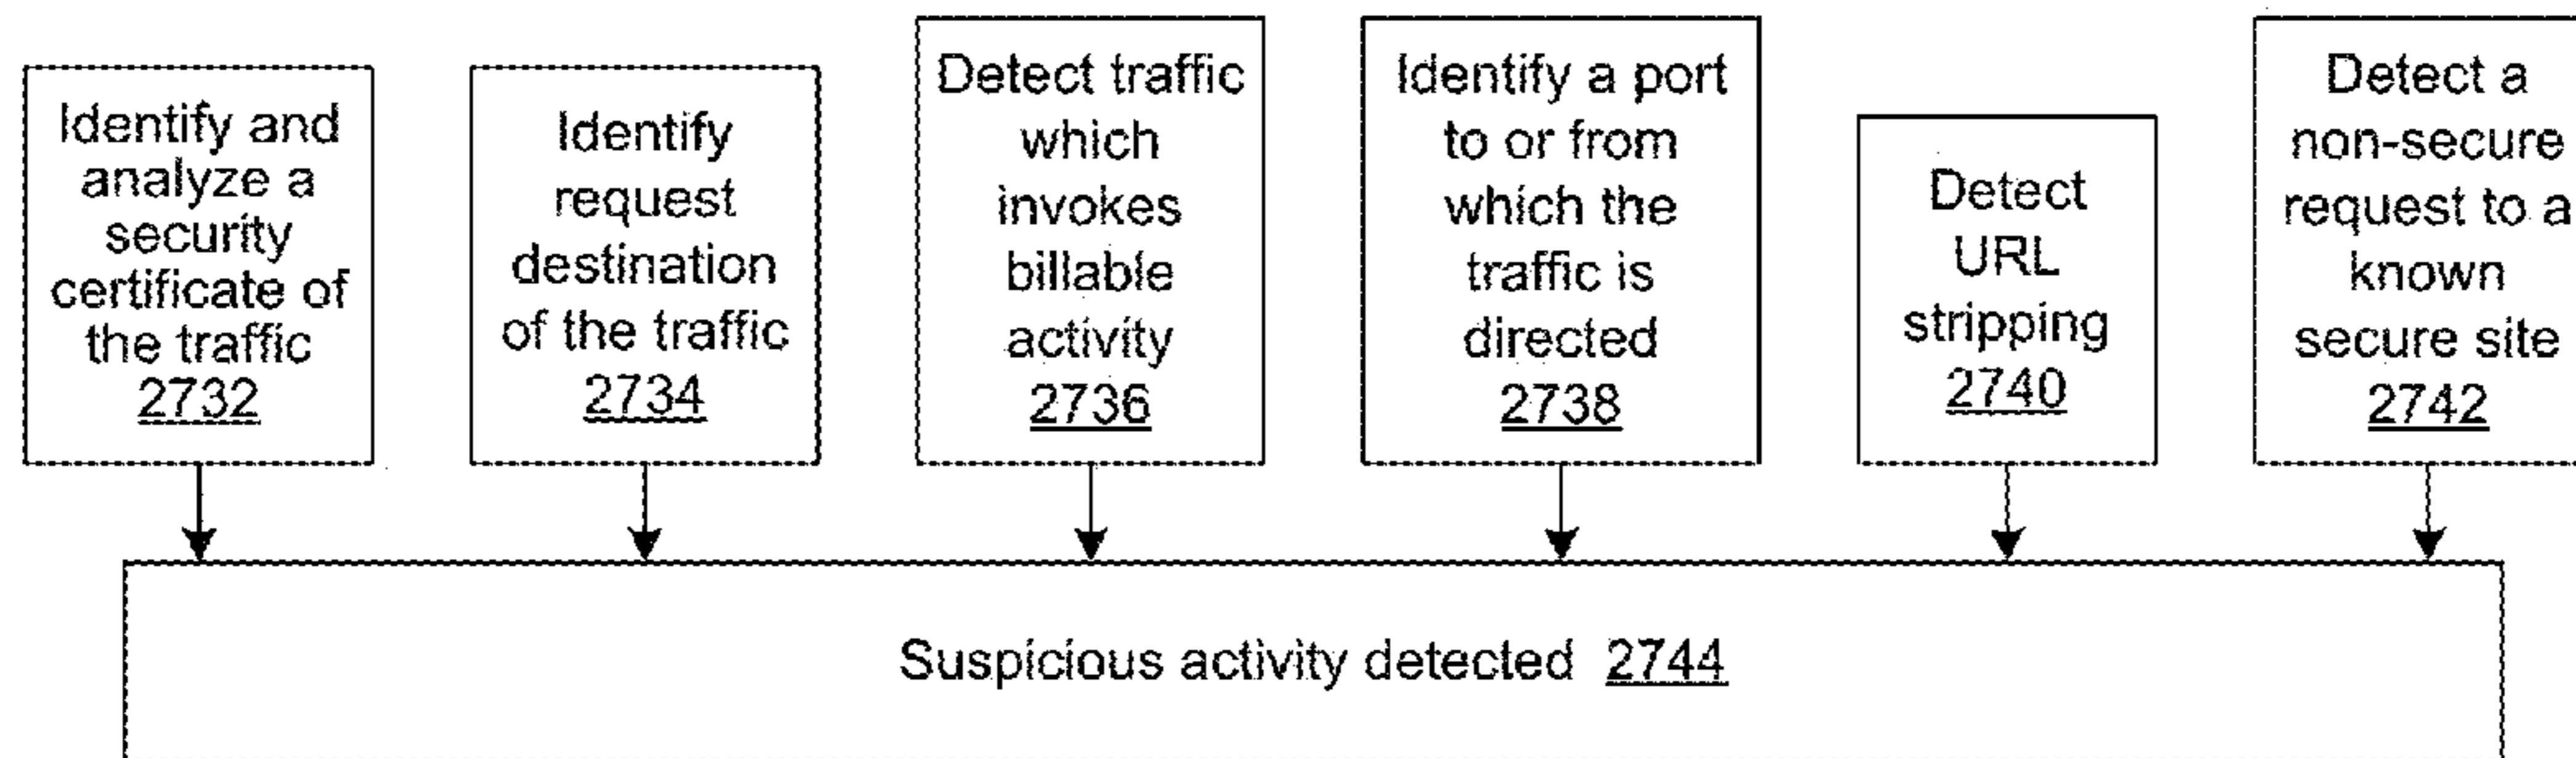 Identify and
analyze a
security
certificate of
the traffic
2732
Identify
request
destination
of the traffic
2734
Detect traffic
which
invokes
billable
activity
2736
Identify a port
to or from
which the
traffic is
directed
2738
Detect
URL
stripping
2740
Detect a
non-secure
request to a
known
secure site
2742
Suspicious activity detected 2744